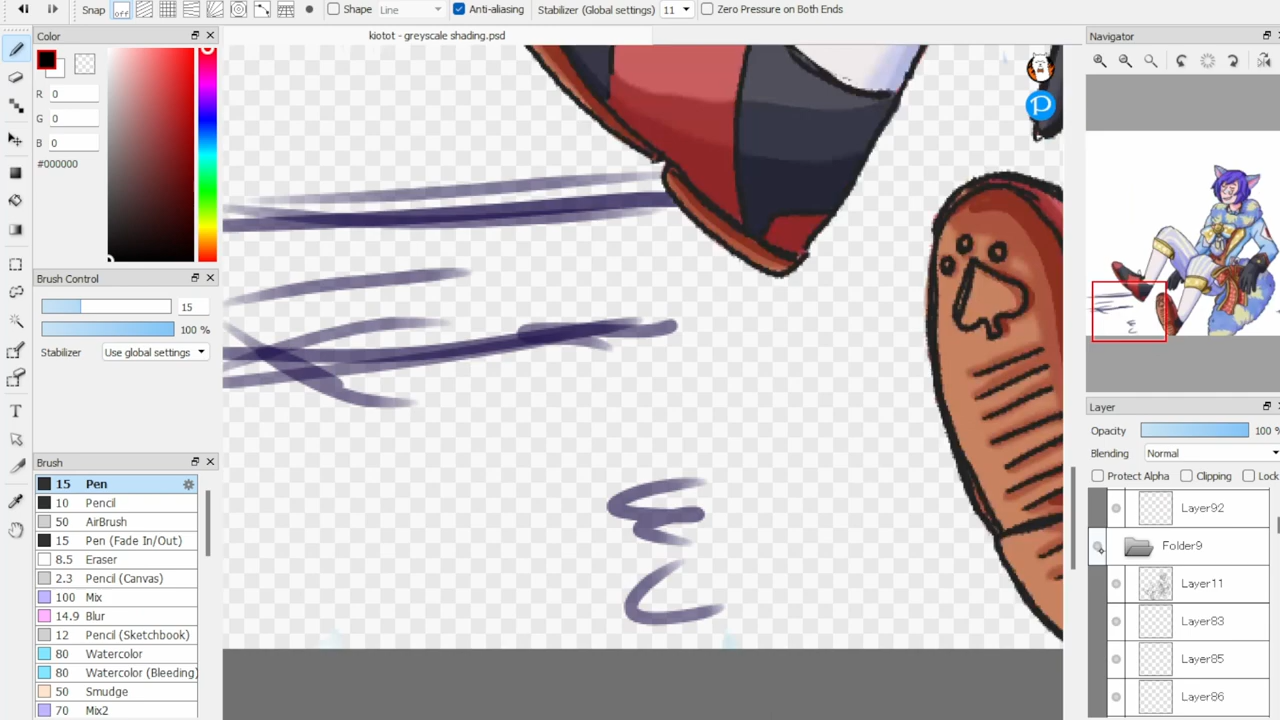 Snap
off
Shape
Line
Anti-aliasing
Stabilizer (Global settings)
11
Zero Pressure on Both Ends
Color
kiotot - greyscale shading.psd
Navigator
R 0
G 0
B 0
#000000
Brush Control
15
100 %
Stabilizer
Use global settings
Brush
15 Pen
10 Pencil
50 AirBrush
15 Pen (Fade In/Out)
8.5 Eraser
2.3 Pencil (Canvas)
100 Mix
14.9 Blur
12 Pencil (Sketchbook)
80 Watercolor
80 Watercolor (Bleeding)
50 Smudge
70 Mix2
Layer
Opacity
100 %
Blending
Normal
Protect Alpha
Clipping
Lock
Layer92
Folder9
Layer11
Layer83
Layer85
Layer86